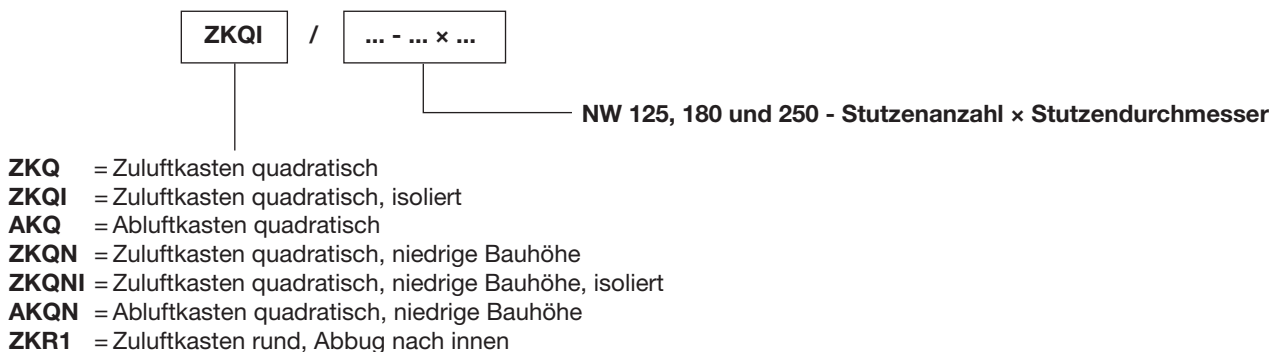 ZKQI / ... - ... × ...
NW 125, 180 und 250 - Stutzenanzahl × Stutzendurchmesser
ZKQ = Zuluftkasten quadratisch
ZKQI = Zuluftkasten quadratisch, isoliert
AKQ = Abluftkasten quadratisch
ZKQN = Zuluftkasten quadratisch, niedrige Bauhöhe
ZKQNI = Zuluftkasten quadratisch, niedrige Bauhöhe, isoliert
AKQN = Abluftkasten quadratisch, niedrige Bauhöhe
ZKR1 = Zuluftkasten rund, Abbug nach innen